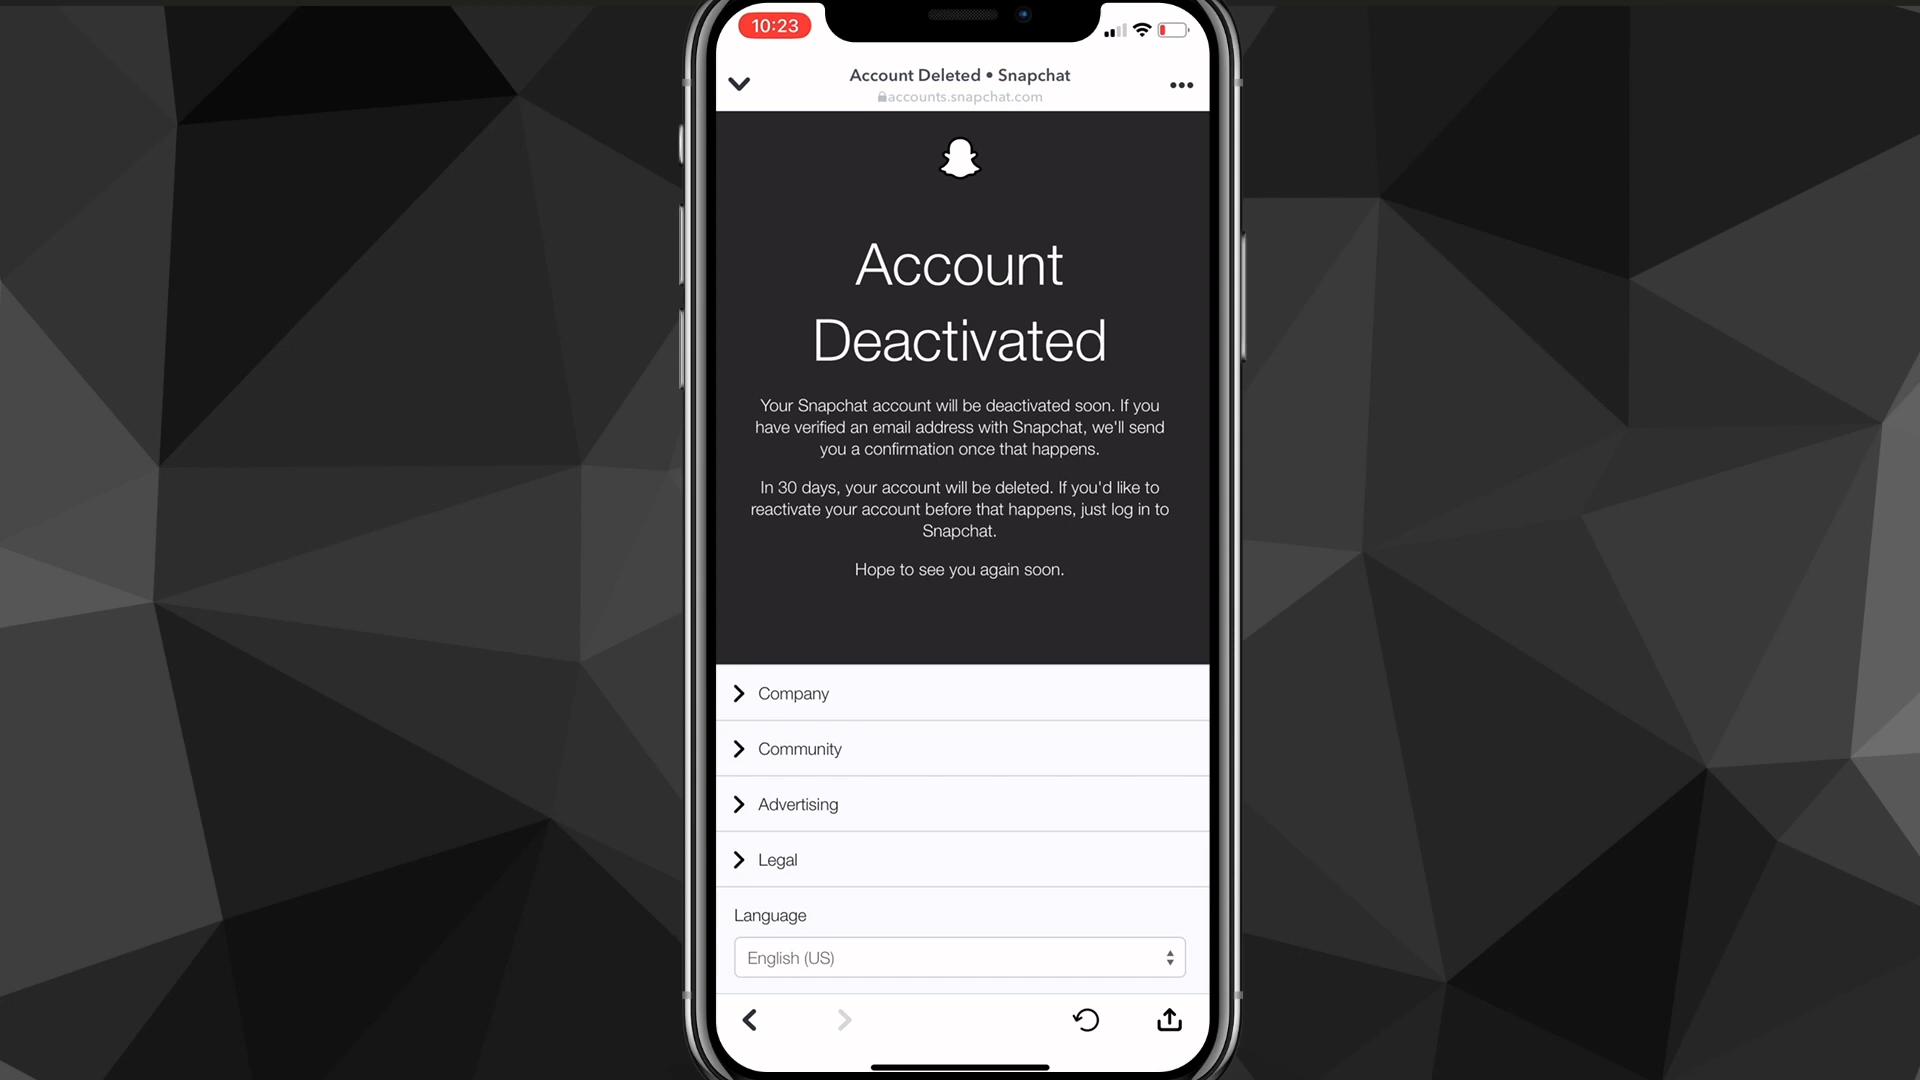 10:23
Account Deleted • Snapchat
accounts.snapchat.com
Account
Deactivated
Your Snapchat account will be deactivated soon. If you
have verified an email address with Snapchat, we'll send
you a confirmation once that happens.
In 30 days, your account will be deleted. If you'd like to
reactivate your account before that happens, just log in to
Snapchat.
Hope to see you again soon.
Company
Community
Advertising
Legal
Language
English (US)